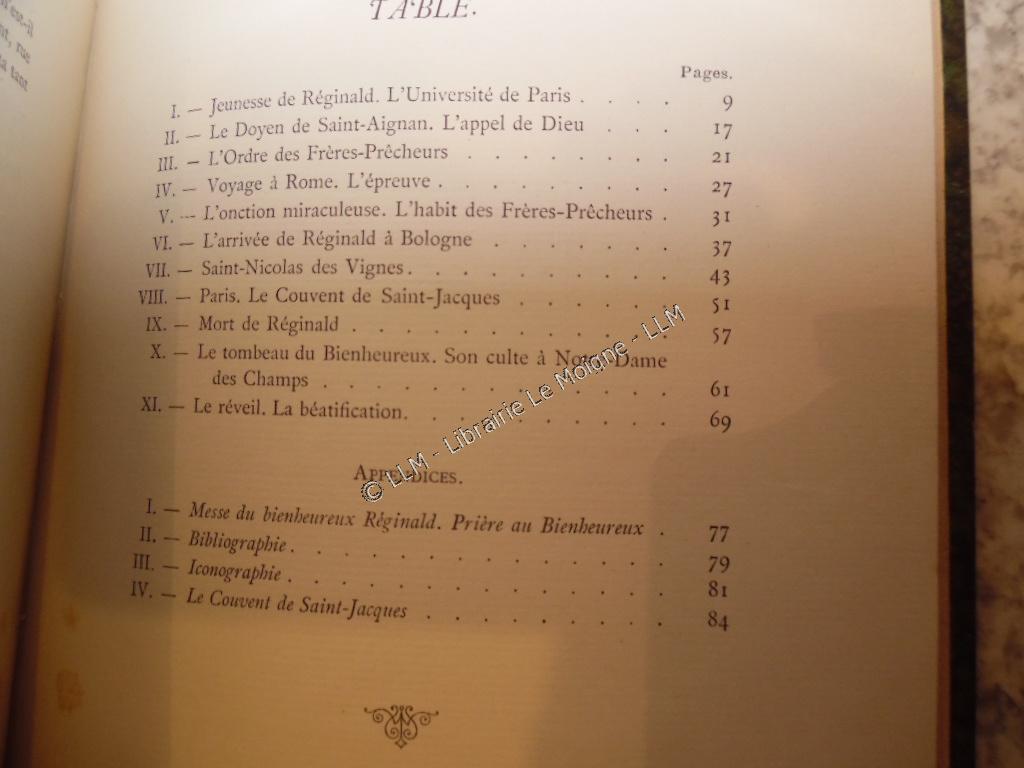 n'est-il
rue
ta tant
TABLE.
Pages.
I. — Jeunesse de Réginald. L'Université de Paris . . . . 9
II. — Le Doyen de Saint-Aignan. L'appel de Dieu . . . 17
III. — L'Ordre des Frères-Prêcheurs . . . . . . . . 21
IV. — Voyage à Rome. L'épreuve . . . . . . . . . 27
V. — L'onction miraculeuse. L'habit des Frères-Prêcheurs . 31
VI. — L'arrivée de Réginald à Bologne . . . . . . . 37
VII. — Saint-Nicolas des Vignes . . . . . . . . . . 43
VIII. — Paris. Le Couvent de Saint-Jacques . . . . . . 51
IX. — Mort de Réginald . . . . . . . . . . . . 57
X. — Le tombeau du Bienheureux. Son culte à Notre-Dame
des Champs . . . . . . . . . . . . . 61
XI. — Le réveil. La béatification. . . . . . . . . . 69
APPENDICES.
I. — Messe du bienheureux Réginald. Prière au Bienheureux . 77
II. — Bibliographie . . . . . . . . . . . . . . 79
III. — Iconographie . . . . . . . . . . . . . . 81
IV. — Le Couvent de Saint-Jacques . . . . . . . . . 84
© LLM - Librairie Le Moigne - LLM